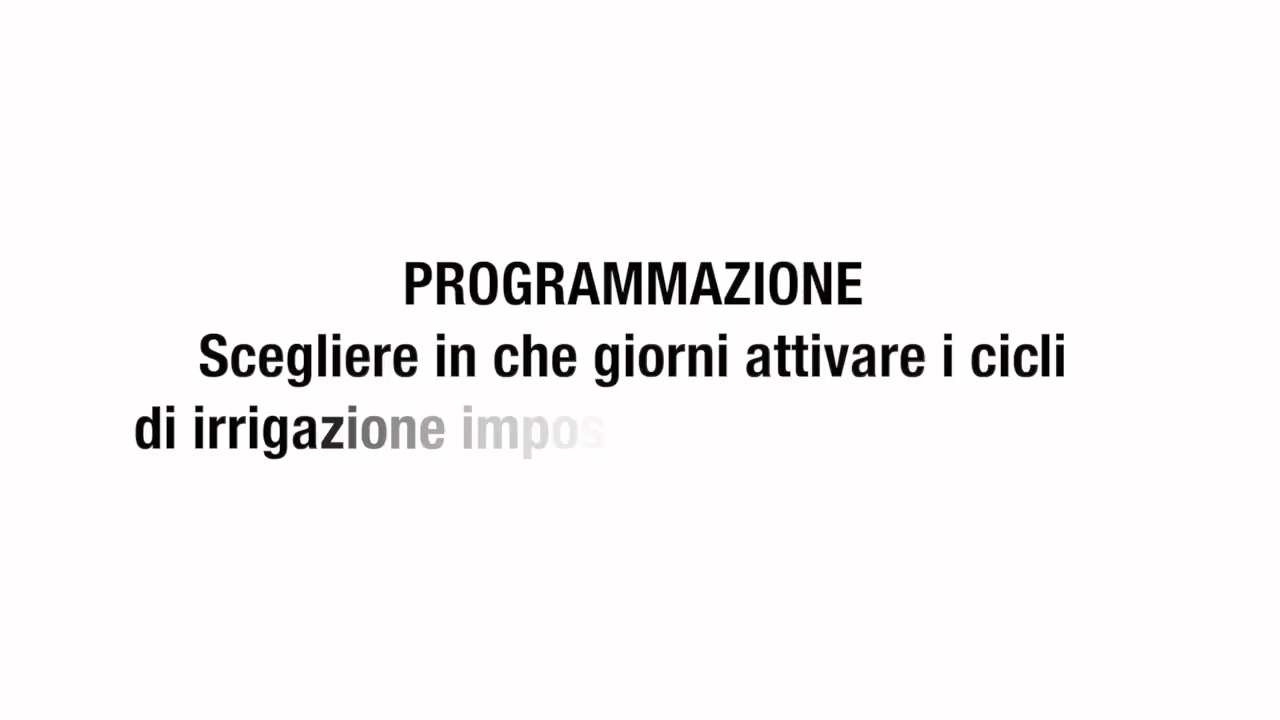 PROGRAMMAZIONE
Scegliere in che giorni attivare i cicli
di irrigazione impos